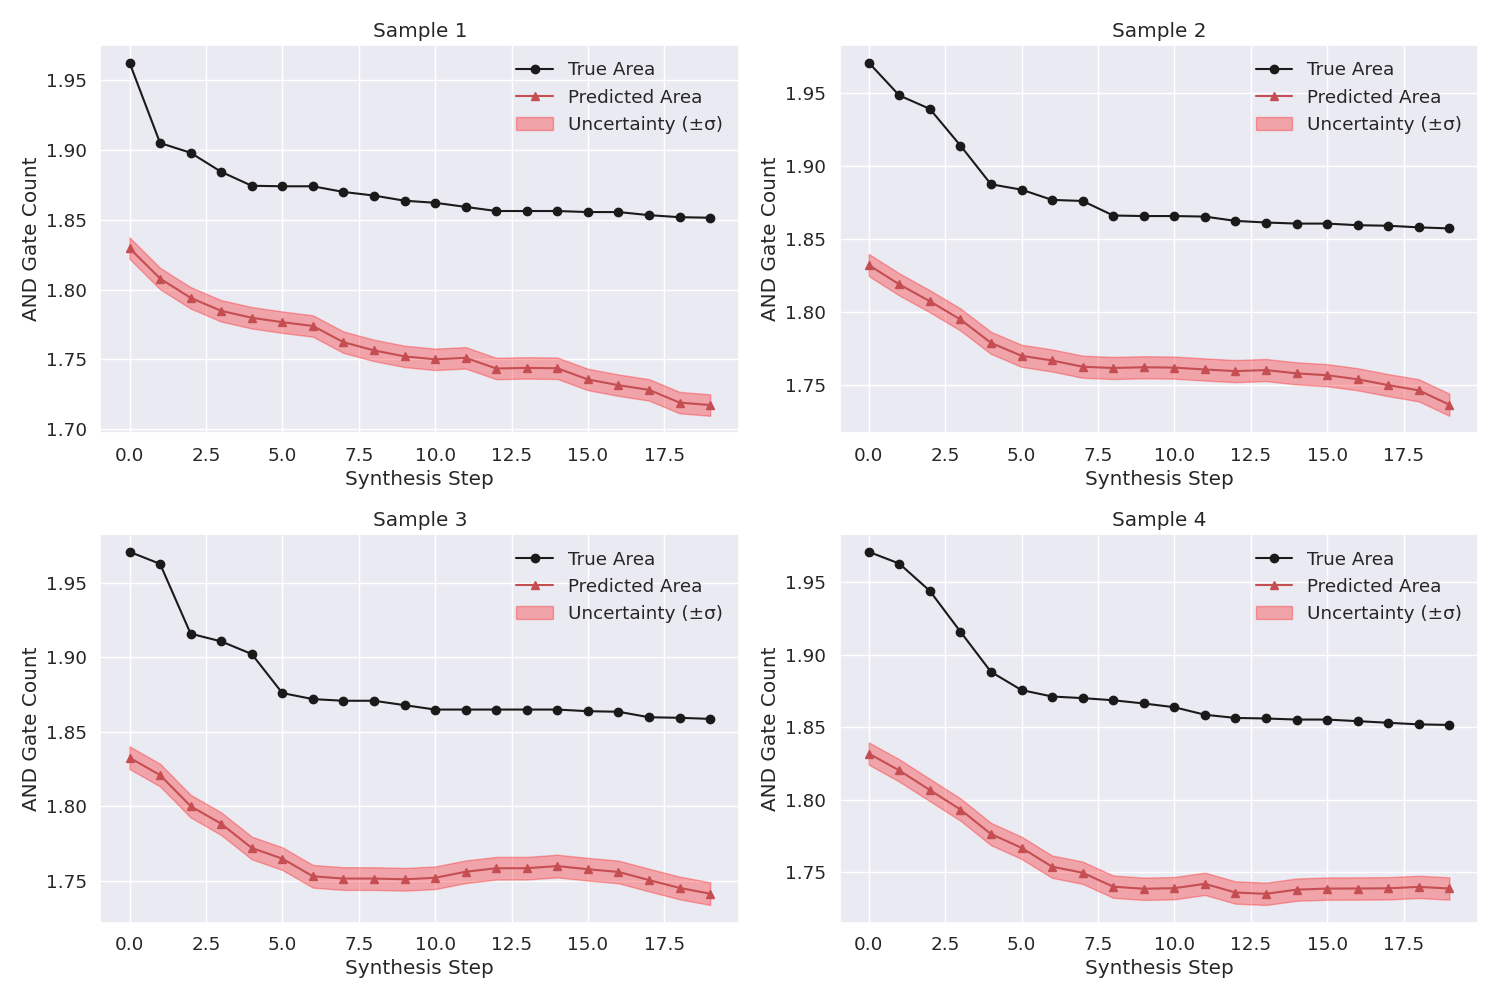 Sample 1
AND Gate Count
1.95
1.90
1.85
1.80
1.75
1.70
True Area
Predicted Area
Uncertainty (±σ)
0.0 2.5 5.0 7.5 10.0 12.5 15.0 17.5
Synthesis Step
Sample 2
AND Gate Count
1.95
1.90
1.85
1.80
1.75
True Area
Predicted Area
Uncertainty (±σ)
0.0 2.5 5.0 7.5 10.0 12.5 15.0 17.5
Synthesis Step
Sample 3
AND Gate Count
1.95
1.90
1.85
1.80
1.75
True Area
Predicted Area
Uncertainty (±σ)
0.0 2.5 5.0 7.5 10.0 12.5 15.0 17.5
Synthesis Step
Sample 4
AND Gate Count
1.95
1.90
1.85
1.80
1.75
True Area
Predicted Area
Uncertainty (±σ)
0.0 2.5 5.0 7.5 10.0 12.5 15.0 17.5
Synthesis Step